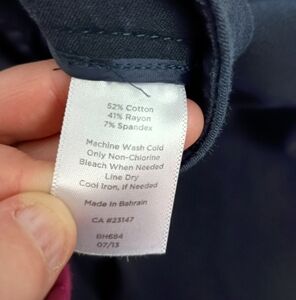 52% Cotton
41% Rayon
7% Spandex
Machine Wash Cold
Only Non-Chlorine
Bleach When Needed
Line Dry
Cool Iron, If Needed
Made in Bahrain
CA #23147
BH684
07/13